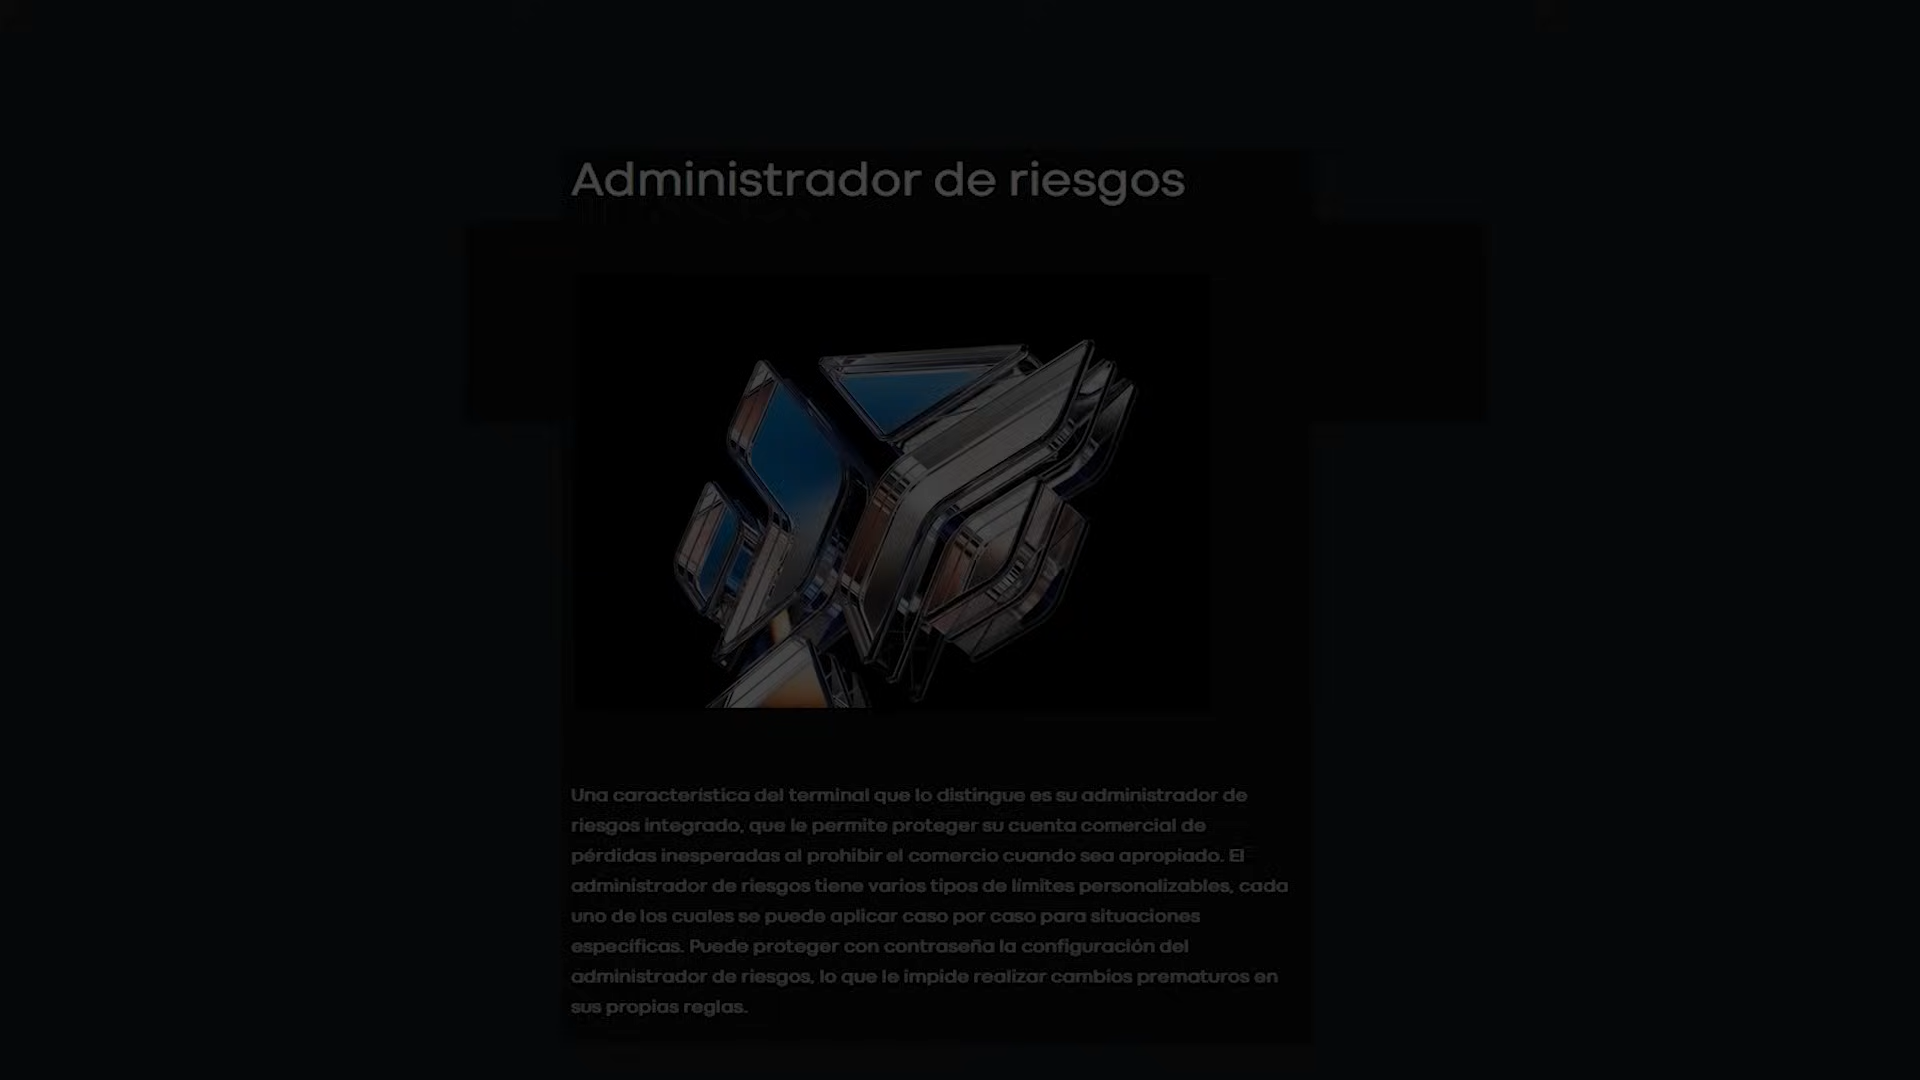 Administrador de riesgos
Una característica del terminal que lo distingue es su administrador de
riesgos integrado, que le permite proteger su cuenta comercial de
pérdidas inesperadas al prohibir el comercio cuando sea apropiado. El
administrador de riesgos tiene varios tipos de límites personalizables, cada
uno de los cuales se puede aplicar caso por caso para situaciones
específicas. Puede proteger con contraseña la configuración del
administrador de riesgos, lo que le impide realizar cambios prematuros en
sus propias reglas.